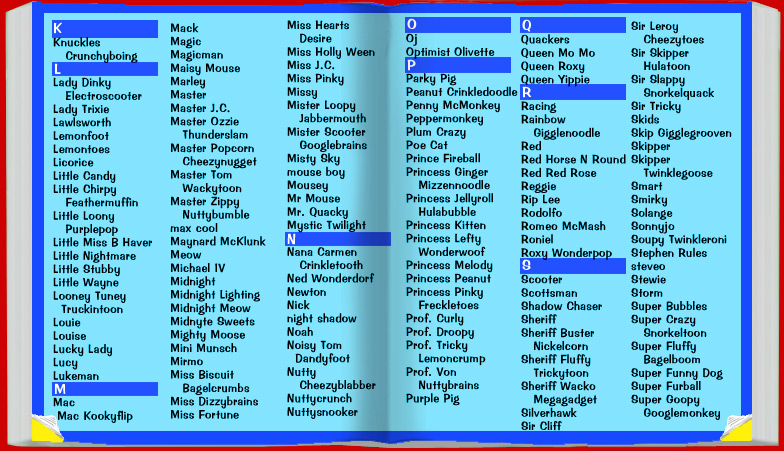 K
Knuckles
Crunchyboing
L
Lady Dinky
Electroscooter
Lady Trixie
Lawlsworth
Lemonfoot
Lemontoes
Licorice
Little Candy
Little Chirpy
Feathermuffin
Little Loony
Purplepop
Little Miss B Haver
Little Nightmare
Little Stubby
Little Wayne
Looney Tuney
Truckintoon
Louie
Louise
Lucky Lady
Lucy
Lukeman
M
Mac
Mac Kookyflip
Mack
Magic
Magicman
Maisy Mouse
Marley
Master
Master J.C.
Master Ozzie
Thunderslam
Master Popcorn
Cheezynugget
Master Tom
Wackytoon
Master Zippy
Nuttybumble
max cool
Maynard McKlunk
Meow
Michael IV
Midnight
Midnight Lighting
Midnight Meow
Midnyte Sweets
Mighty Moose
Mini Munsch
Mirmo
Miss Biscuit
Bagelcrumbs
Miss Dizzybrains
Miss Fortune
Miss Hearts
Desire
Miss Holly Ween
Miss J.C.
Miss Pinky
Missy
Mister Loopy
Jabbermouth
Mister Scooter
Googlebrains
Misty Sky
mouse boy
Mousey
Mr Mouse
Mr. Quacky
Mystic Twilight
N
Nana Carmen
Crinkletooth
Ned Wonderdorf
Newton
Nick
night shadow
Noah
Noisy Tom
Dandyfoot
Nutty
Cheezyblabber
Nuttycrunch
Nuttysnooker
O
Oj
Optimist Olivette
P
Parky Pig
Peanut Crinkledoodle
Penny McMonkey
Peppermonkey
Plum Crazy
Poe Cat
Prince Fireball
Princess Ginger
Mizzennoodle
Princess Jellyroll
Hulabubble
Princess Kitten
Princess Lefty
Wonderwoof
Princess Melody
Princess Peanut
Princess Pinky
Freckletoes
Prof. Curly
Prof. Droopy
Prof. Tricky
Lemoncrump
Prof. Von
Nuttybrains
Purple Pig
Q
Quackers
Queen Mo Mo
Queen Roxy
Queen Yippie
R
Racing
Rainbow
Gigglenoodle
Red
Red Horse N Round
Red Red Rose
Reggie
Rip Lee
Rodolfo
Romeo McMash
Roniel
Roxy Wonderpop
S
Scooter
Scottsman
Shadow Chaser
Sheriff
Sheriff Buster
Nickelcorn
Sheriff Fluffy
Trickytoon
Sheriff Wacko
Megagadget
Silverhawk
Sir Cliff
Sir Leroy
Cheezytoes
Sir Skipper
Hulatoon
Sir Slappy
Snorkelquack
Sir Tricky
Skids
Skip Gigglegrooven
Skipper
Skipper
Twinklegoose
Smart
Smirky
Solange
Sonnyjo
Soupy Twinkleroni
Stephen Rules
steveo
Stewie
Storm
Super Bubbles
Super Crazy
Snorkeltoon
Super Fluffy
Bagelboom
Super Funny Dog
Super Furball
Super Goopy
Googlemonkey